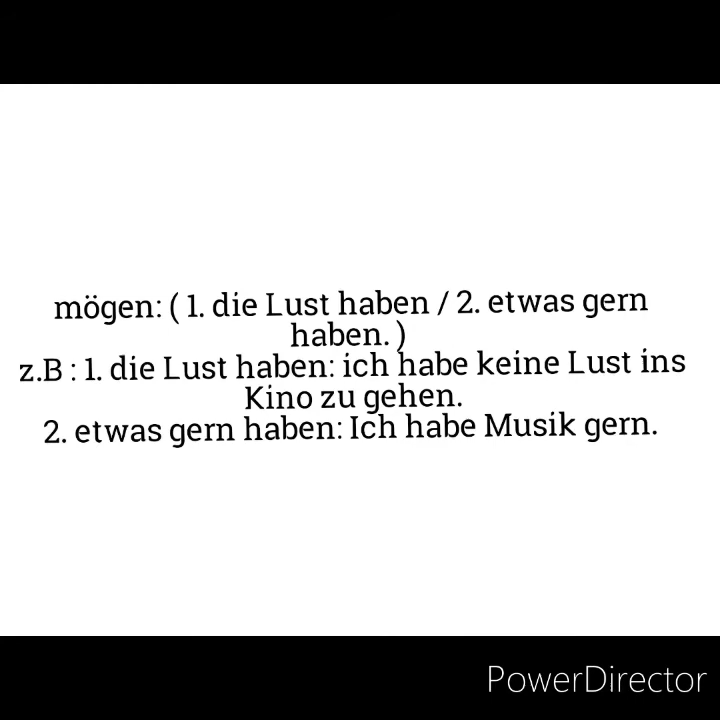 mögen: ( 1. die Lust haben / 2. etwas gern
haben. )
z.B : 1. die Lust haben: ich habe keine Lust ins
Kino zu gehen.
2. etwas gern haben: Ich habe Musik gern.
PowerDirector